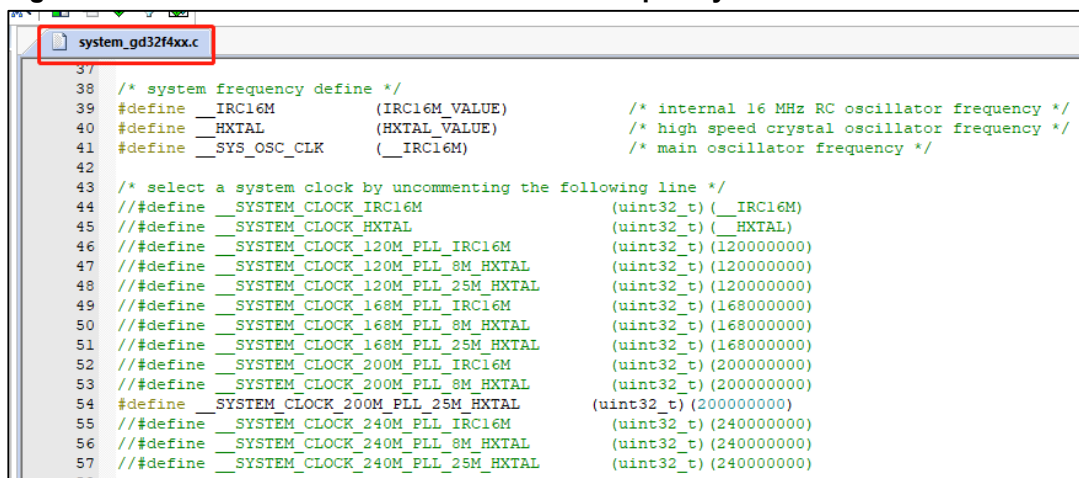 system_gd32f4xx.c
37
38 /* system frequency define */
39 #define __IRC16M (IRC16M_VALUE) /* internal 16 MHz RC oscillator frequency */
40 #define __HXTAL (HXTAL_VALUE) /* high speed crystal oscillator frequency */
41 #define __SYS_OSC_CLK (__IRC16M) /* main oscillator frequency */
42
43 /* select a system clock by uncommenting the following line */
44 //#define __SYSTEM_CLOCK_IRC16M (uint32_t)(__IRC16M)
45 //#define __SYSTEM_CLOCK_HXTAL (uint32_t)(__HXTAL)
46 //#define __SYSTEM_CLOCK_120M_PLL_IRC16M (uint32_t)(120000000)
47 //#define __SYSTEM_CLOCK_120M_PLL_8M_HXTAL (uint32_t)(120000000)
48 //#define __SYSTEM_CLOCK_120M_PLL_25M_HXTAL (uint32_t)(120000000)
49 //#define __SYSTEM_CLOCK_168M_PLL_IRC16M (uint32_t)(168000000)
50 //#define __SYSTEM_CLOCK_168M_PLL_8M_HXTAL (uint32_t)(168000000)
51 //#define __SYSTEM_CLOCK_168M_PLL_25M_HXTAL (uint32_t)(168000000)
52 //#define __SYSTEM_CLOCK_200M_PLL_IRC16M (uint32_t)(200000000)
53 //#define __SYSTEM_CLOCK_200M_PLL_8M_HXTAL (uint32_t)(200000000)
54 #define __SYSTEM_CLOCK_200M_PLL_25M_HXTAL (uint32_t)(200000000)
55 //#define __SYSTEM_CLOCK_240M_PLL_IRC16M (uint32_t)(240000000)
56 //#define __SYSTEM_CLOCK_240M_PLL_8M_HXTAL (uint32_t)(240000000)
57 //#define __SYSTEM_CLOCK_240M_PLL_25M_HXTAL (uint32_t)(240000000)